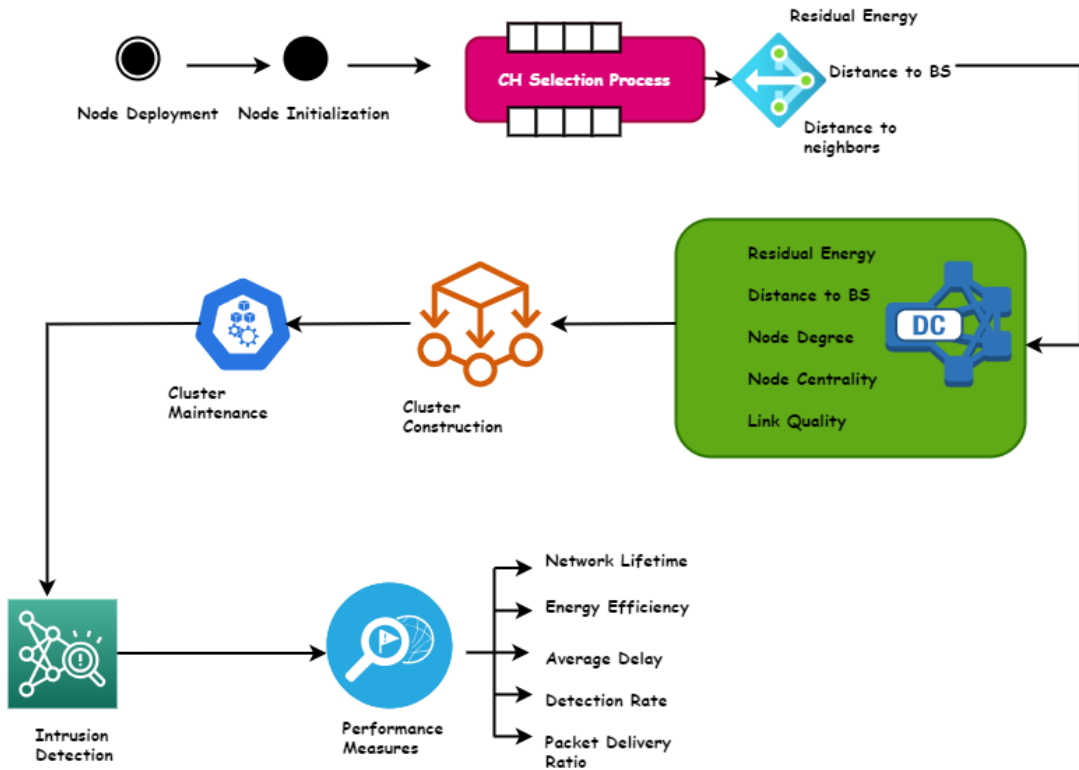 Residual Energy
CH Selection Process
Distance to BS
Node Deployment
Node Initialization
Distance to
neighbors
Residual Energy
Distance to BS
Node Degree
Node Centrality
Link Quality
DC
Cluster
Construction
Cluster
Maintenance
Intrusion
Detection
Performance
Measures
Network Lifetime
Energy Efficiency
Average Delay
Detection Rate
Packet Delivery
Ratio